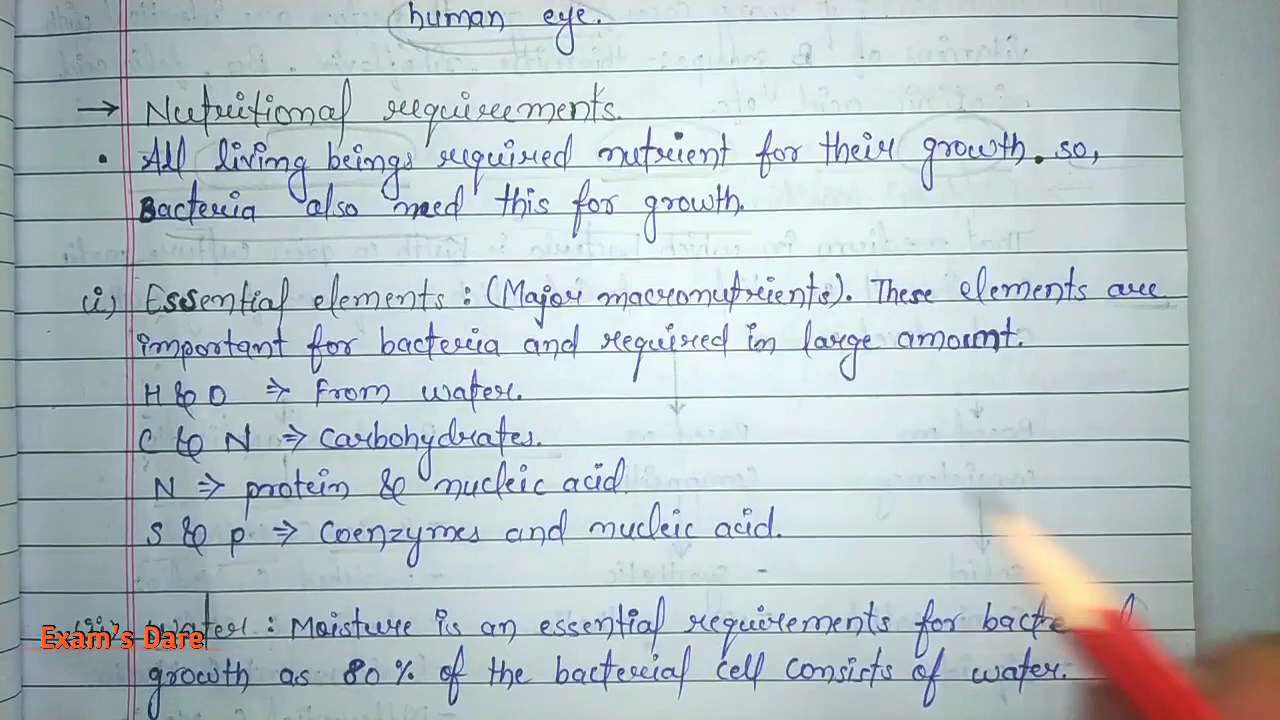 human eye.
→ Nutritional requirements.
• All living beings required nutrient for their growth. so,
Bacteria also need this for growth.
(i) Essential elements : (Major macronutrients). These elements are
important for bacteria and required in large amount.
H & O ⇒ From water.
C & N ⇒ Carbohydrates.
N ⇒ protein & nucleic acid.
S & P ⇒ Coenzymes and nucleic acid.
(ii) Water : Moisture is an essential requirements for
Exam's Dare
growth as 80% of the bacterial cell consists of water.